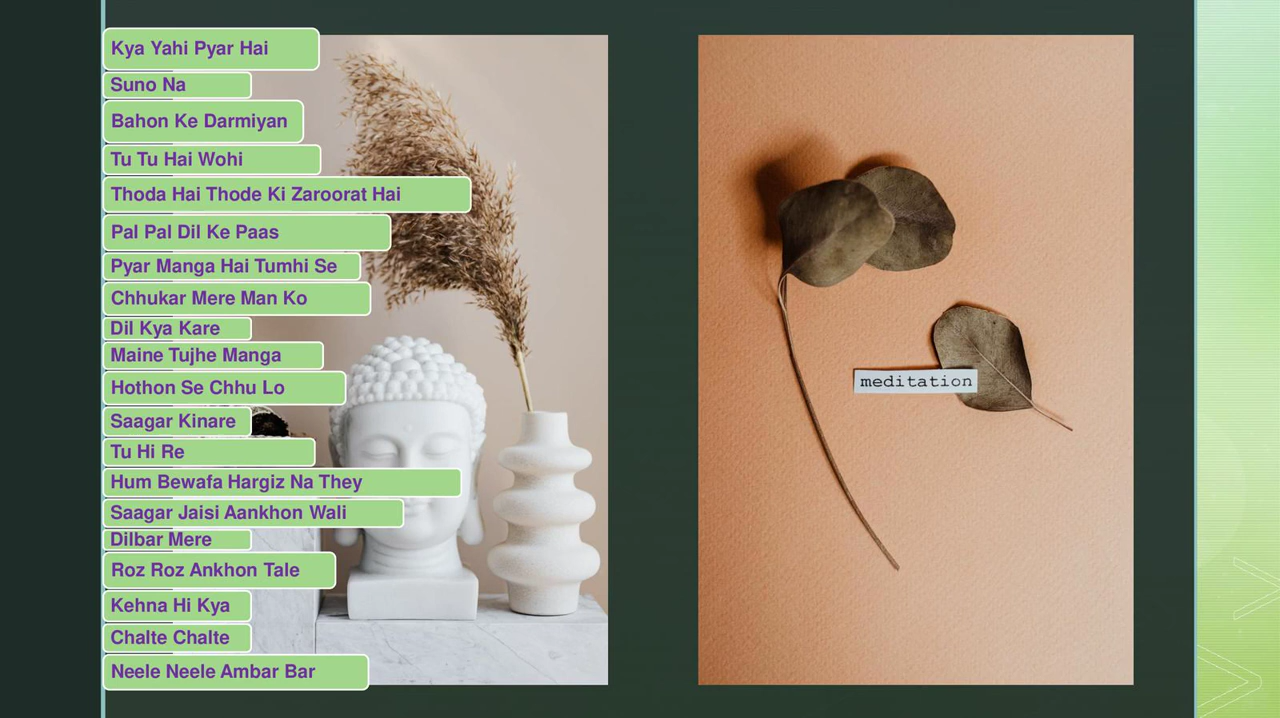 Kya Yahi Pyar Hai
Suno Na
Bahon Ke Darmiyan
Tu Tu Hai Wohi
Thoda Hai Thode Ki Zaroorat Hai
Pal Pal Dil Ke Paas
Pyar Manga Hai Tumhi Se
Chhukar Mere Man Ko
Dil Kya Kare
Maine Tujhe Manga
Hothon Se Chhu Lo
Saagar Kinare
Tu Hi Re
Hum Bewafa Hargiz Na They
Saagar Jaisi Aankhon Wali
Dilbar Mere
Roz Roz Ankhon Tale
Kehna Hi Kya
Chalte Chalte
Neele Neele Ambar Bar
meditation